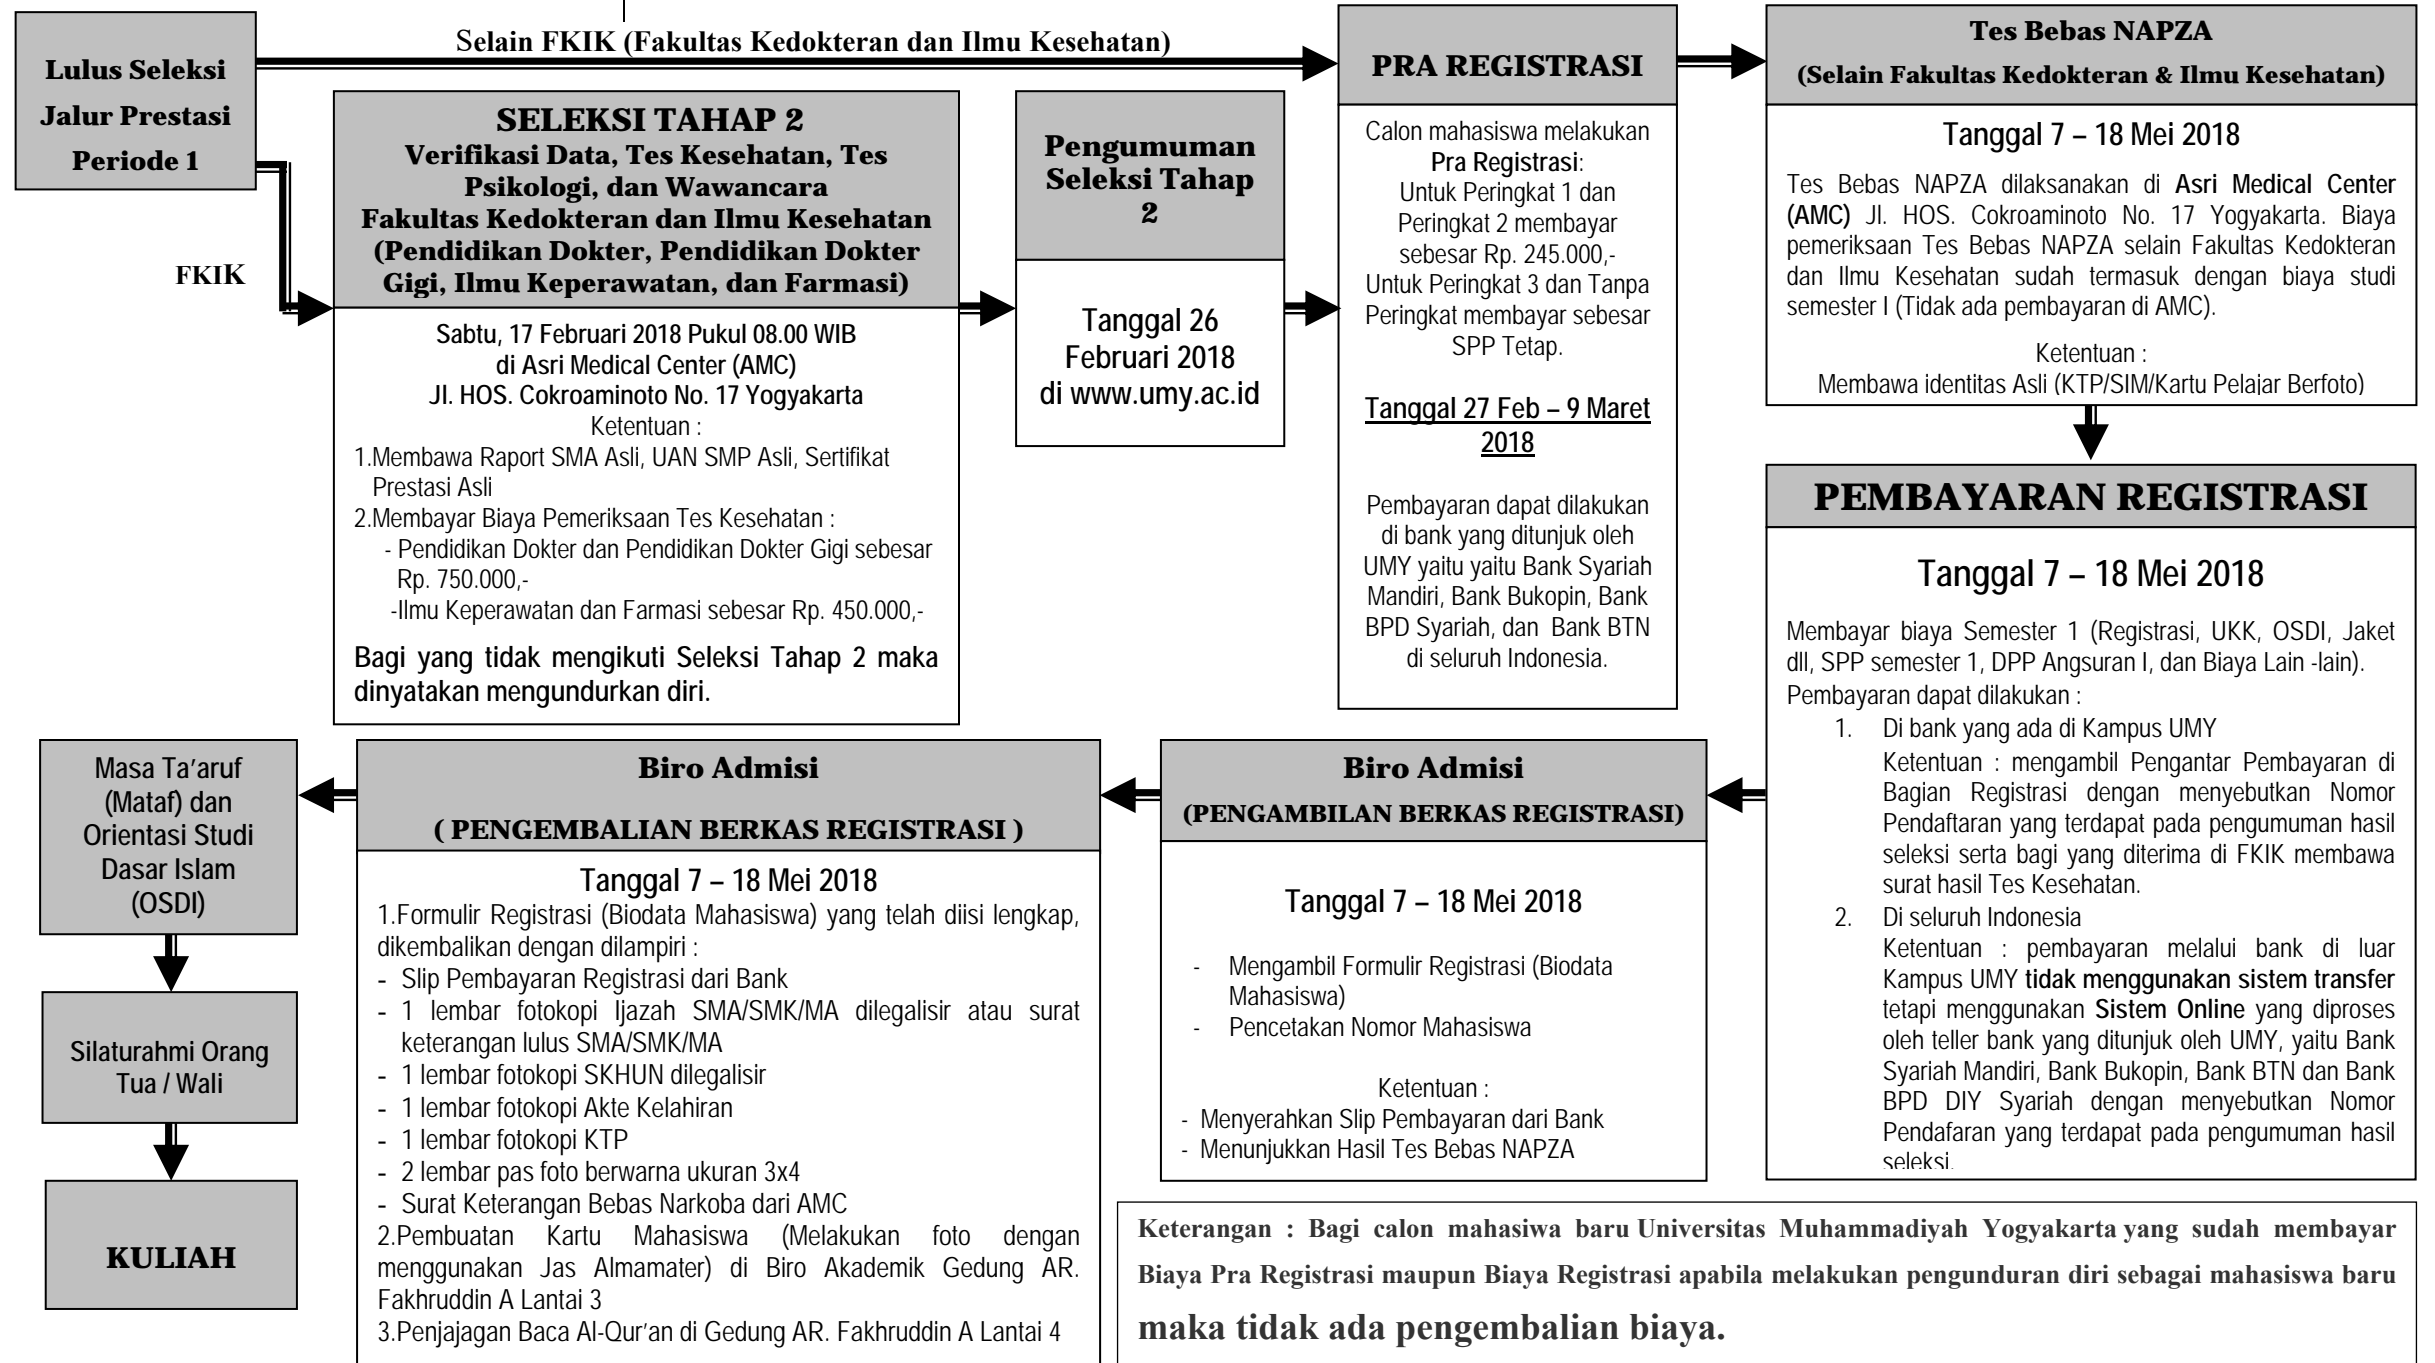 Lulus Seleksi
Jalur Prestasi
Periode 1
Selain FKIK (Fakultas Kedokteran dan Ilmu Kesehatan)
FKIK
SELEKSI TAHAP 2
Verifikasi Data, Tes Kesehatan, Tes
Psikologi, dan Wawancara
Fakultas Kedokteran dan Ilmu Kesehatan
(Pendidikan Dokter, Pendidikan Dokter
Gigi, Ilmu Keperawatan, dan Farmasi)
Sabtu, 17 Februari 2018 Pukul 08.00 WIB
di Asri Medical Center (AMC)
Jl. HOS. Cokroaminoto No. 17 Yogyakarta
Ketentuan :
1.Membawa Raport SMA Asli, UAN SMP Asli, Sertifikat
Prestasi Asli
2.Membayar Biaya Pemeriksaan Tes Kesehatan :
- Pendidikan Dokter dan Pendidikan Dokter Gigi sebesar
Rp. 750.000,-
-Ilmu Keperawatan dan Farmasi sebesar Rp. 450.000,-
Bagi yang tidak mengikuti Seleksi Tahap 2 maka
dinyatakan mengundurkan diri.
Pengumuman
Seleksi Tahap
2
Tanggal 26
Februari 2018
di www.umy.ac.id
PRA REGISTRASI
Calon mahasiswa melakukan
Pra Registrasi:
Untuk Peringkat 1 dan
Peringkat 2 membayar
sebesar Rp. 245.000,-
Untuk Peringkat 3 dan Tanpa
Peringkat membayar sebesar
SPP Tetap.
Tanggal 27 Feb – 9 Maret
2018
Pembayaran dapat dilakukan
di bank yang ditunjuk oleh
UMY yaitu yaitu Bank Syariah
Mandiri, Bank Bukopin, Bank
BPD Syariah, dan Bank BTN
di seluruh Indonesia.
Tes Bebas NAPZA
(Selain Fakultas Kedokteran & Ilmu Kesehatan)
Tanggal 7 – 18 Mei 2018
Tes Bebas NAPZA dilaksanakan di Asri Medical Center
(AMC) Jl. HOS. Cokroaminoto No. 17 Yogyakarta. Biaya
pemeriksaan Tes Bebas NAPZA selain Fakultas Kedokteran
dan Ilmu Kesehatan sudah termasuk dengan biaya studi
semester I (Tidak ada pembayaran di AMC).
Ketentuan :
Membawa identitas Asli (KTP/SIM/Kartu Pelajar Berfoto)
PEMBAYARAN REGISTRASI
Tanggal 7 – 18 Mei 2018
Membayar biaya Semester 1 (Registrasi, UKK, OSDI, Jaket
dll, SPP semester 1, DPP Angsuran I, dan Biaya Lain -lain).
Pembayaran dapat dilakukan :
1. Di bank yang ada di Kampus UMY
Ketentuan : mengambil Pengantar Pembayaran di
Bagian Registrasi dengan menyebutkan Nomor
Pendaftaran yang terdapat pada pengumuman hasil
seleksi serta bagi yang diterima di FKIK membawa
surat hasil Tes Kesehatan.
2. Di seluruh Indonesia
Ketentuan : pembayaran melalui bank di luar
Kampus UMY tidak menggunakan sistem transfer
tetapi menggunakan Sistem Online yang diproses
oleh teller bank yang ditunjuk oleh UMY, yaitu Bank
Syariah Mandiri, Bank Bukopin, Bank BTN dan Bank
BPD DIY Syariah dengan menyebutkan Nomor
Pendafaran yang terdapat pada pengumuman hasil
seleksi.
Biro Admisi
(PENGAMBILAN BERKAS REGISTRASI)
Tanggal 7 – 18 Mei 2018
- Mengambil Formulir Registrasi (Biodata
Mahasiswa)
- Pencetakan Nomor Mahasiswa
Ketentuan :
- Menyerahkan Slip Pembayaran dari Bank
- Menunjukkan Hasil Tes Bebas NAPZA
Biro Admisi
( PENGEMBALIAN BERKAS REGISTRASI )
Tanggal 7 – 18 Mei 2018
1.Formulir Registrasi (Biodata Mahasiswa) yang telah diisi lengkap,
dikembalikan dengan dilampiri :
- Slip Pembayaran Registrasi dari Bank
- 1 lembar fotokopi Ijazah SMA/SMK/MA dilegalisir atau surat
keterangan lulus SMA/SMK/MA
- 1 lembar fotokopi SKHUN dilegalisir
- 1 lembar fotokopi Akte Kelahiran
- 1 lembar fotokopi KTP
- 2 lembar pas foto berwarna ukuran 3x4
- Surat Keterangan Bebas Narkoba dari AMC
2.Pembuatan Kartu Mahasiswa (Melakukan foto dengan
menggunakan Jas Almamater) di Biro Akademik Gedung AR.
Fakhruddin A Lantai 3
3.Penjajagan Baca Al-Qur’an di Gedung AR. Fakhruddin A Lantai 4
Masa Ta’aruf
(Mataf) dan
Orientasi Studi
Dasar Islam
(OSDI)
Silaturahmi Orang
Tua / Wali
KULIAH
Keterangan : Bagi calon mahasiwa baru Universitas Muhammadiyah Yogyakarta yang sudah membayar
Biaya Pra Registrasi maupun Biaya Registrasi apabila melakukan pengunduran diri sebagai mahasiswa baru
maka tidak ada pengembalian biaya.